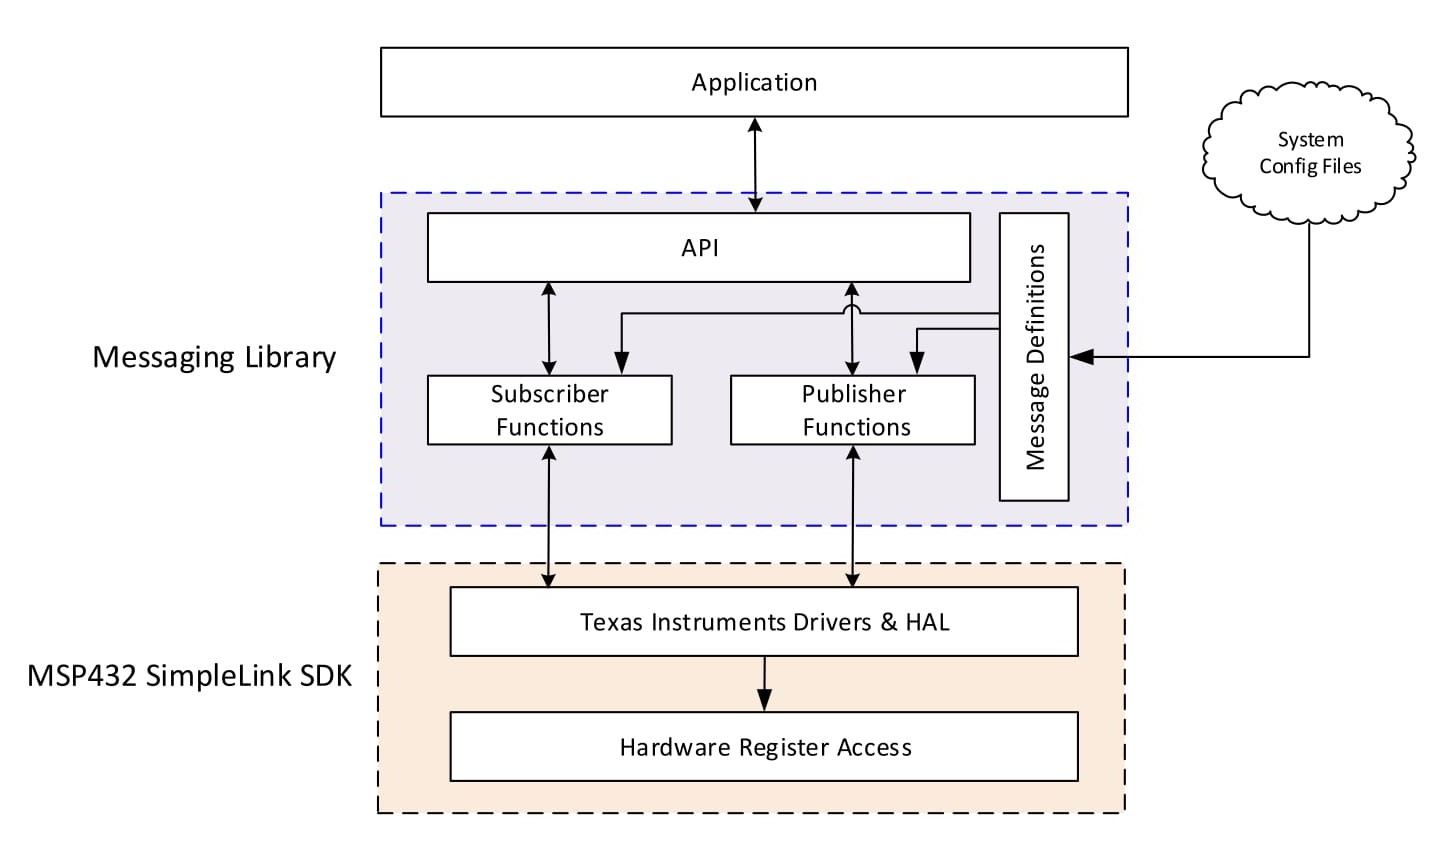 Application
System
Config Files
API
Message Definitions
Messaging Library
Subscriber
Functions
Publisher
Functions
Texas Instruments Drivers & HAL
MSP432 SimpleLink SDK
Hardware Register Access